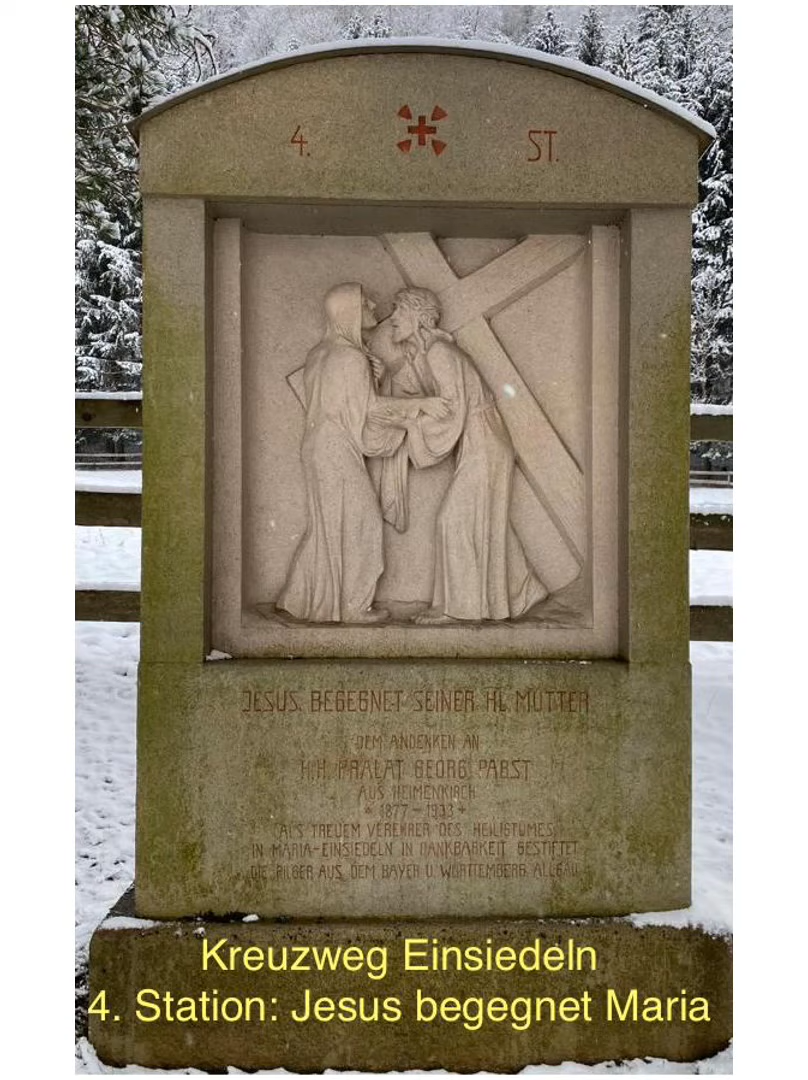 4. ST.
JESUS BEGEGNET SEINER HL. MUTTER
DEM ANDENKEN AN
H.H. PRÄLAT GEORG PABST
AUS HEIMENKIRCH
* 1877 - 1933 +
ALS TREUEM VEREHRER DES HEILIGTUMES
IN MARIA-EINSIEDELN IN DANKBARKEIT GESTIFTET
DIE PILGER AUS DEM BAYER U. WÜRTTEMBERG. ALLGÄU
Kreuzweg Einsiedeln
4. Station: Jesus begegnet Maria